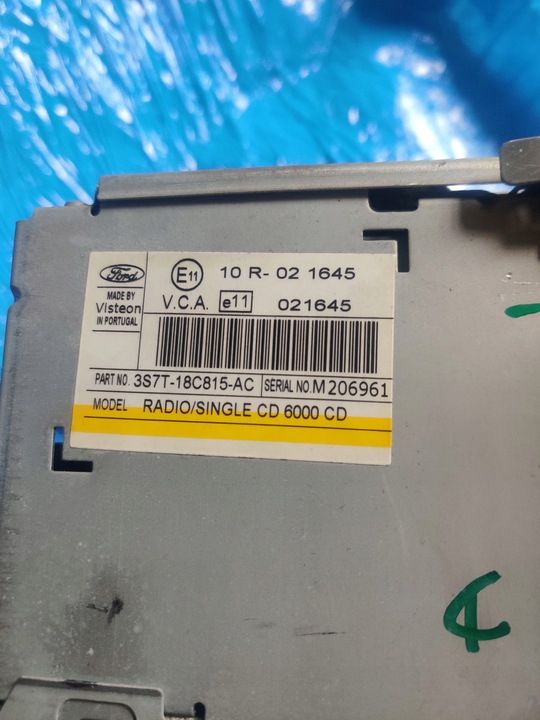 Ford
MADE BY
Visteon
IN PORTUGAL
E11 10 R- 02 1645
V.C.A. e11 021645
PART NO. 3S7T-18C815-AC SERIAL NO. M206961
MODEL RADIO/SINGLE CD 6000 CD